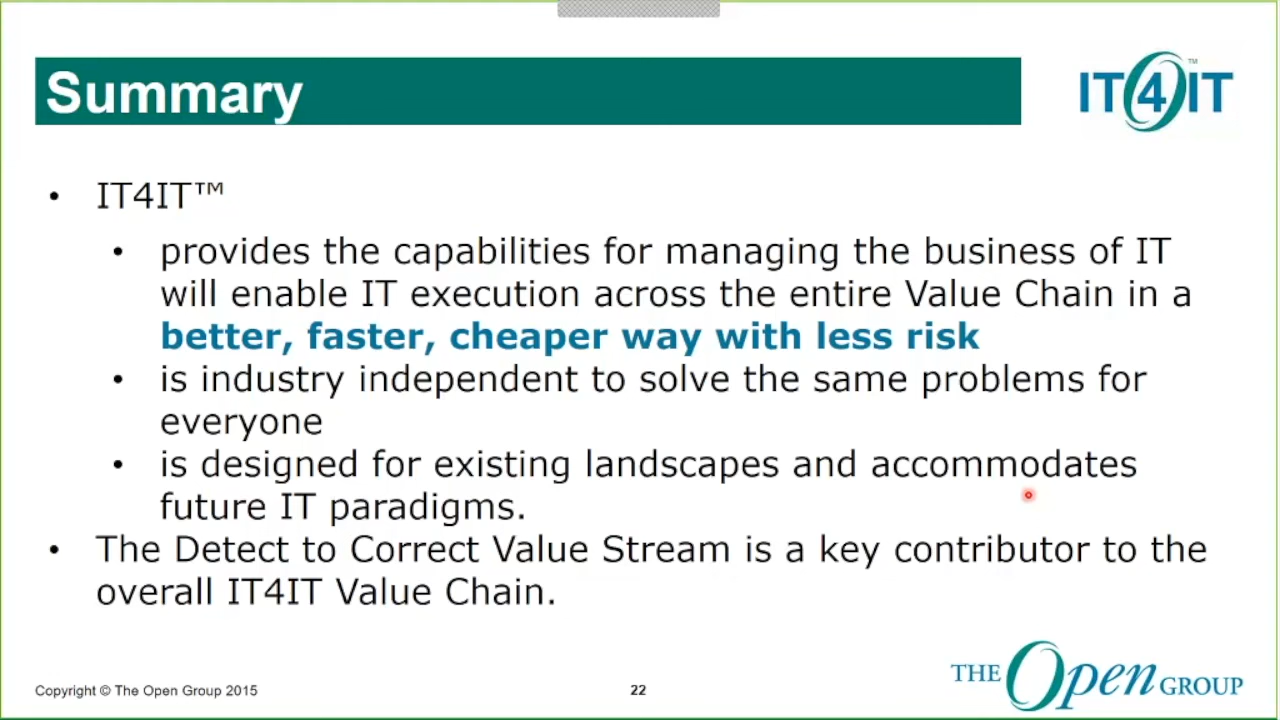 Summary
IT4IT™
• IT4IT™
• provides the capabilities for managing the business of IT
will enable IT execution across the entire Value Chain in a
better, faster, cheaper way with less risk
• is industry independent to solve the same problems for
everyone
• is designed for existing landscapes and accommodates
future IT paradigms.
• The Detect to Correct Value Stream is a key contributor to the
overall IT4IT Value Chain.
Copyright © The Open Group 2015
22
THE Open GROUP